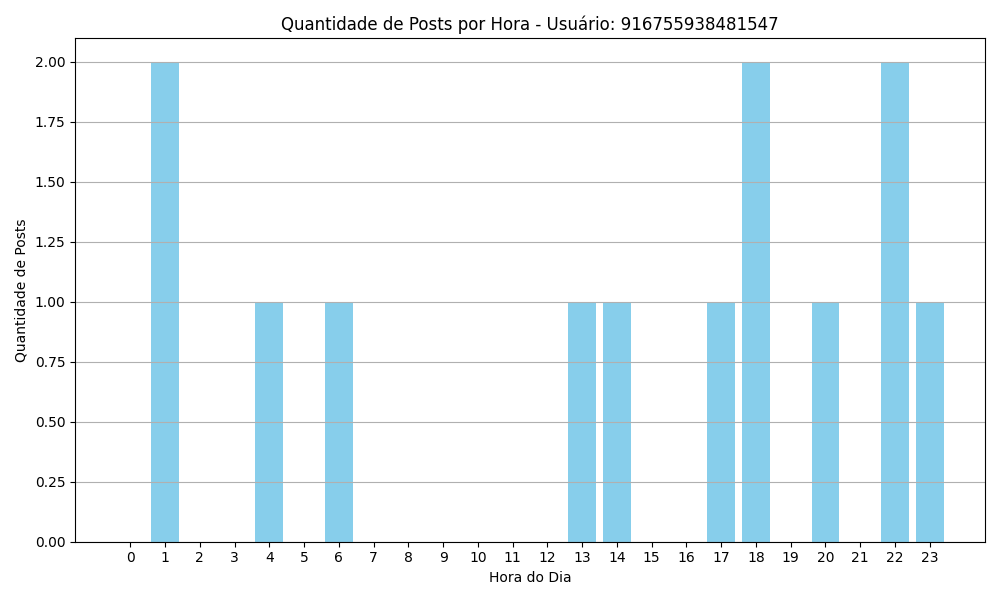 Quantidade de Posts por Hora - Usuário: 916755938481547
Quantidade de Posts
2.00
1.75
1.50
1.25
1.00
0.75
0.50
0.25
0.00
0 1 2 3 4 5 6 7 8 9 10 11 12 13 14 15 16 17 18 19 20 21 22 23
Hora do Dia